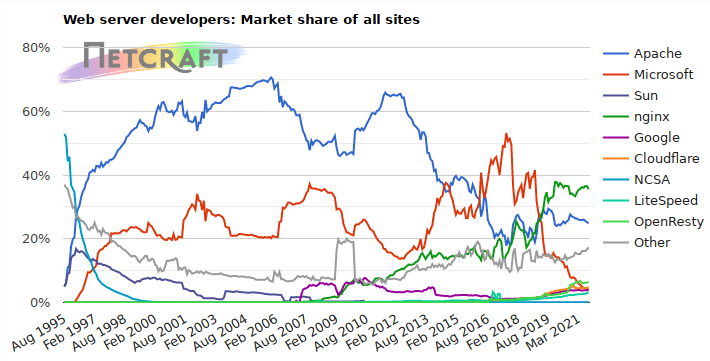 Web server developers: Market share of all sites
NETCRAFT
80%
60%
40%
20%
0%
Aug 1995
Feb 1997
Aug 1998
Feb 2000
Aug 2001
Feb 2003
Aug 2004
Feb 2006
Aug 2007
Feb 2009
Aug 2010
Feb 2012
Aug 2013
Feb 2015
Aug 2016
Feb 2018
Aug 2019
Mar 2021
Apache
Microsoft
Sun
nginx
Google
Cloudflare
NCSA
LiteSpeed
OpenResty
Other